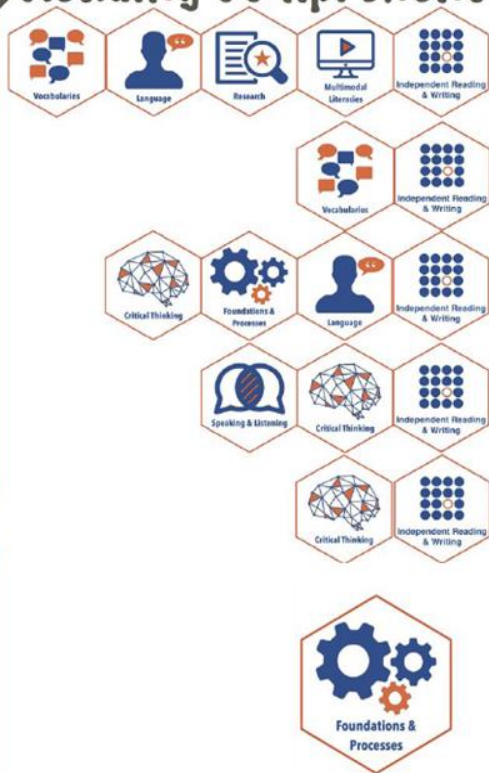 Vocabularies Language Research Multimodal Literacies Independent Reading & Writing
Vocabularies Independent Reading & Writing
Critical Thinking Foundations & Processes Language Independent Reading & Writing
Speaking & Listening Critical Thinking Independent Reading & Writing
Critical Thinking Independent Reading & Writing
Foundations &
Processes